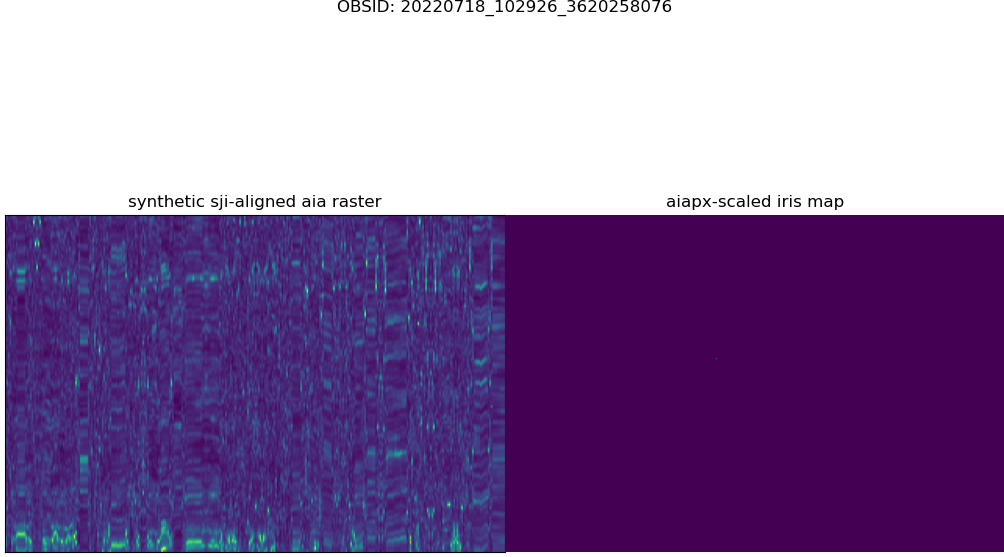 OBSID: 20220718_102926_3620258076
synthetic sji-aligned aia raster
aiapx-scaled iris map